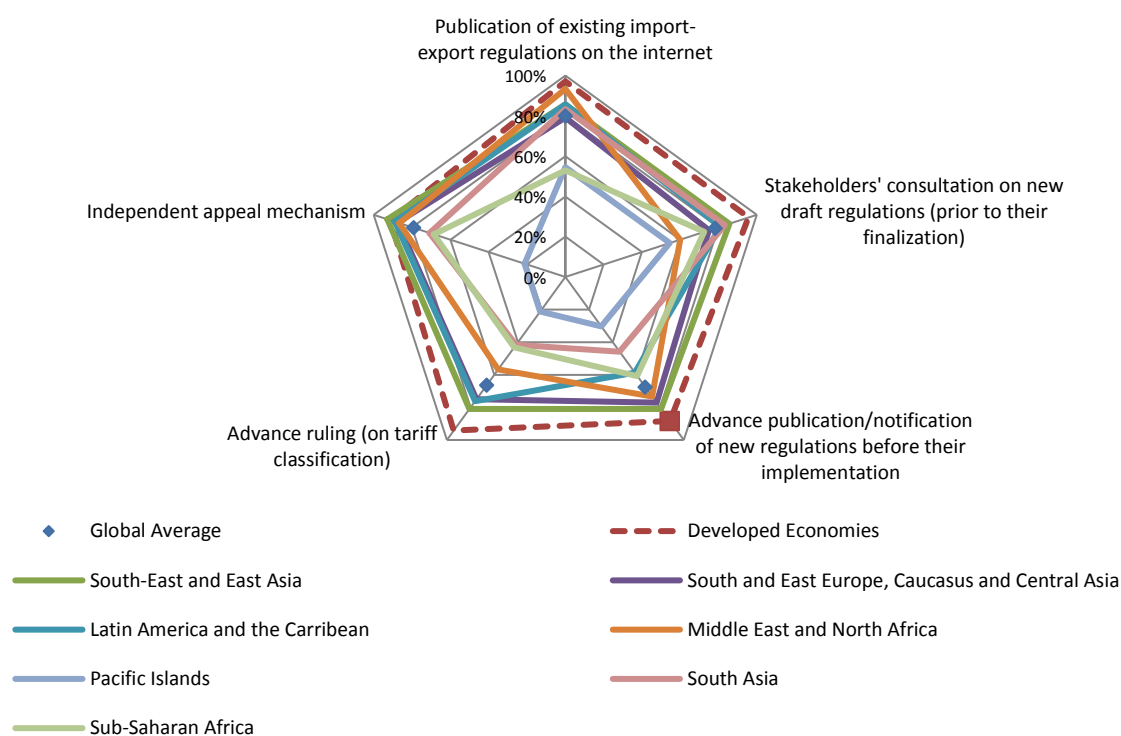 Publication of existing import-
export regulations on the internet
100%
80%
60%
40%
20%
0%
Stakeholders' consultation on new
draft regulations (prior to their
finalization)
Independent appeal mechanism
Advance publication/notification
of new regulations before their
implementation
Advance ruling (on tariff
classification)
Global Average
Developed Economies
South-East and East Asia
South and East Europe, Caucasus and Central Asia
Latin America and the Carribean
Middle East and North Africa
Pacific Islands
South Asia
Sub-Saharan Africa